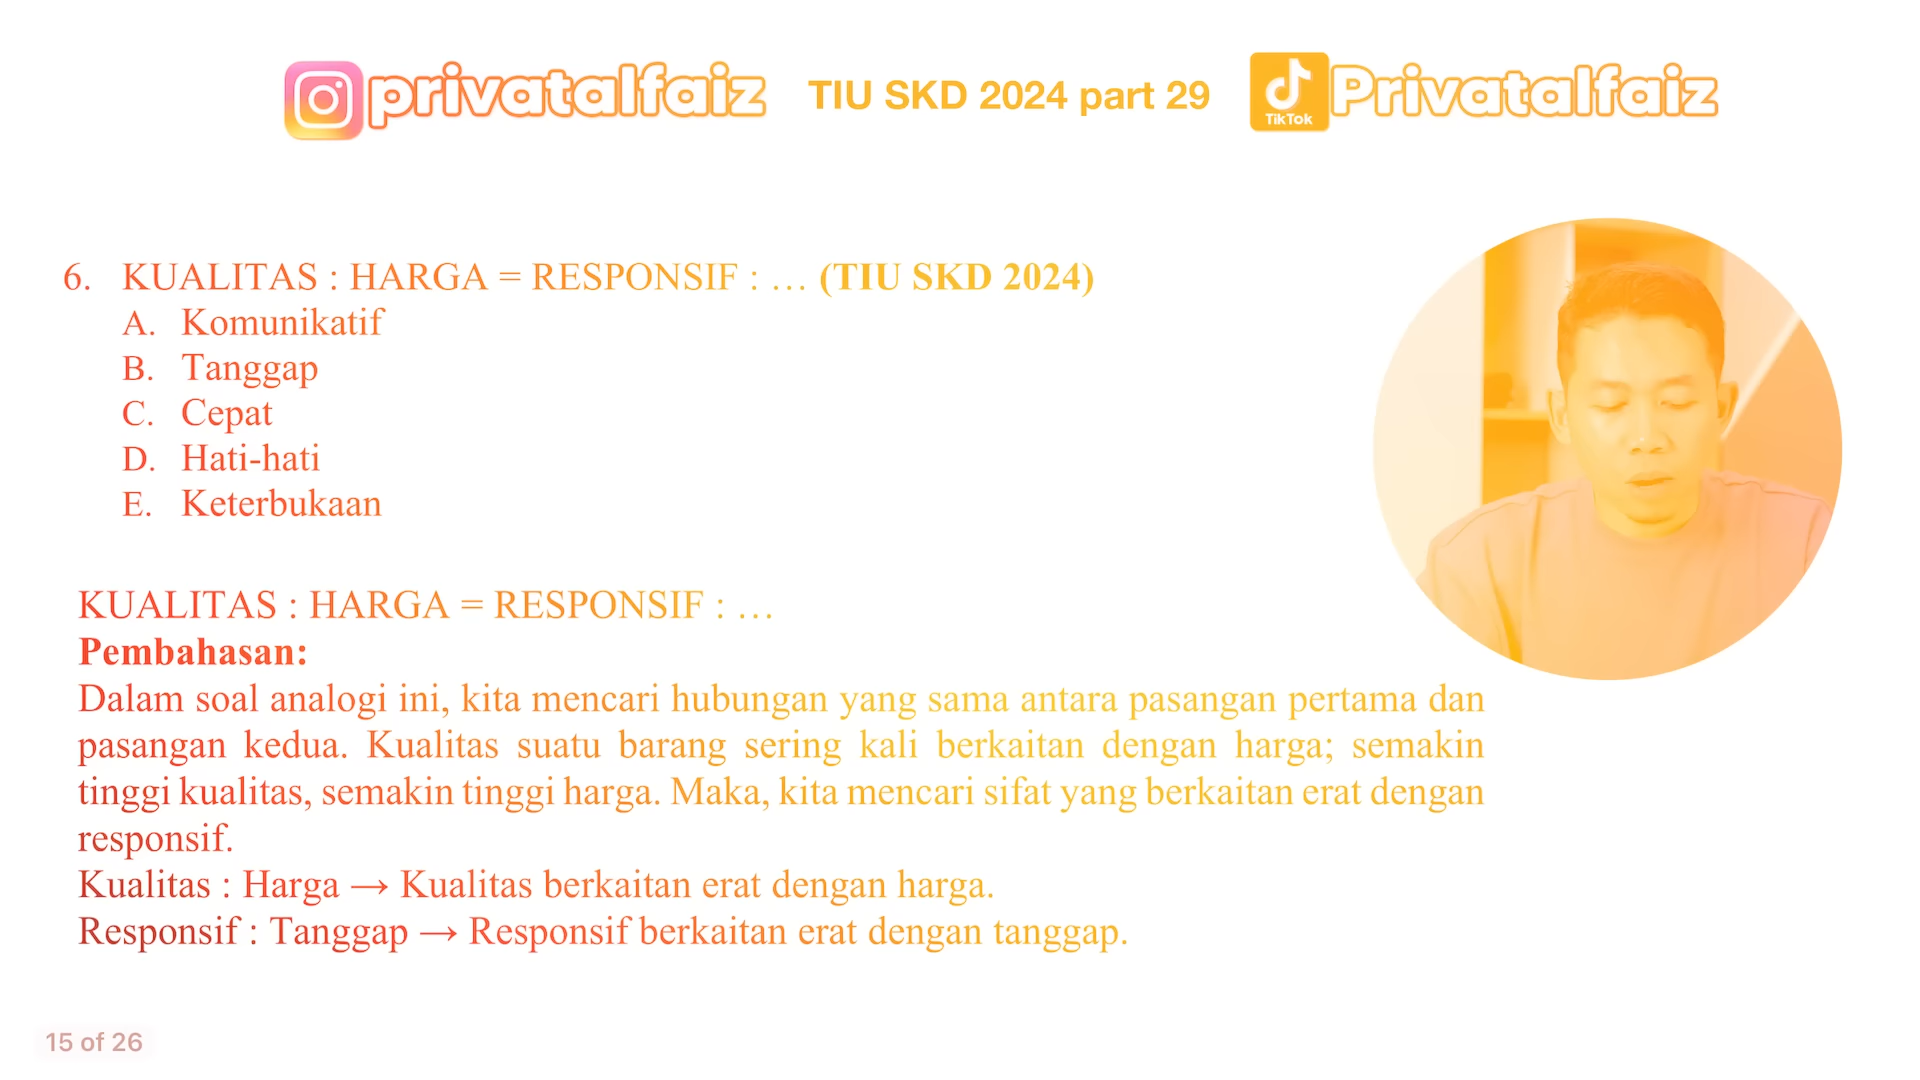 privatalfaiz TIU SKD 2024 part 29 TikTok Privatalfaiz
6. KUALITAS : HARGA = RESPONSIF : … (TIU SKD 2024)
A. Komunikatif
B. Tanggap
C. Cepat
D. Hati-hati
E. Keterbukaan
KUALITAS : HARGA = RESPONSIF : …
Pembahasan:
Dalam soal analogi ini, kita mencari hubungan yang sama antara pasangan pertama dan
pasangan kedua. Kualitas suatu barang sering kali berkaitan dengan harga; semakin
tinggi kualitas, semakin tinggi harga. Maka, kita mencari sifat yang berkaitan erat dengan
responsif.
Kualitas : Harga → Kualitas berkaitan erat dengan harga.
Responsif : Tanggap → Responsif berkaitan erat dengan tanggap.
15 of 26